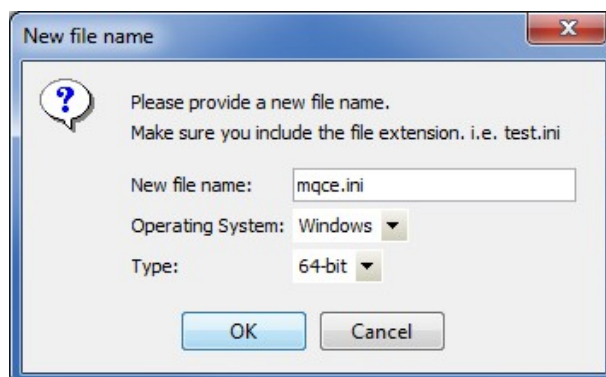 New file name
Please provide a new file name.
Make sure you include the file extension. i.e. test.ini
New file name: mqce.ini
Operating System: Windows
Type: 64-bit
OK Cancel